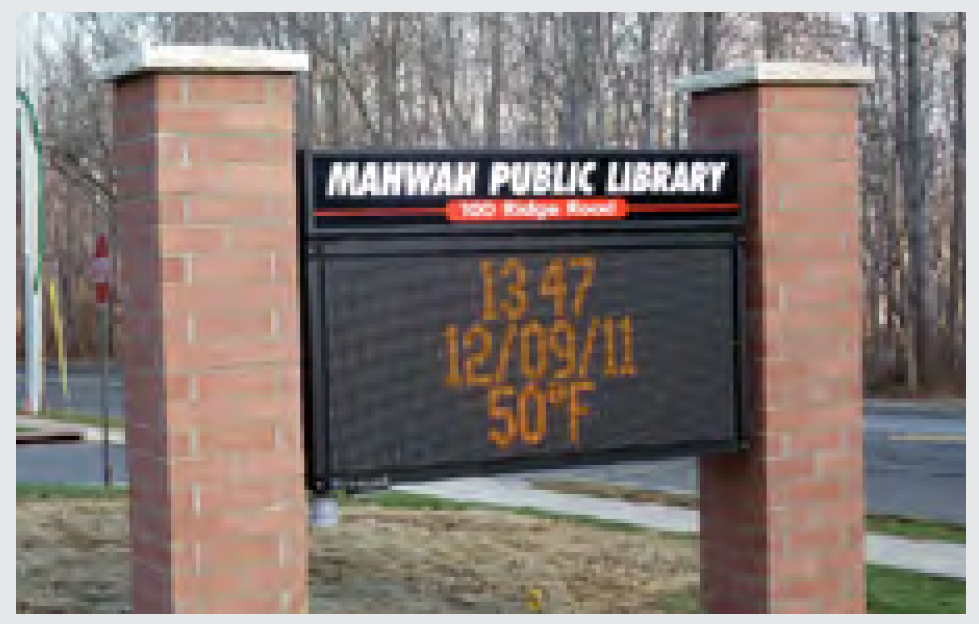 MAHWAH PUBLIC LIBRARY
100 Ridge Road
13 47
12/09/11
50°F